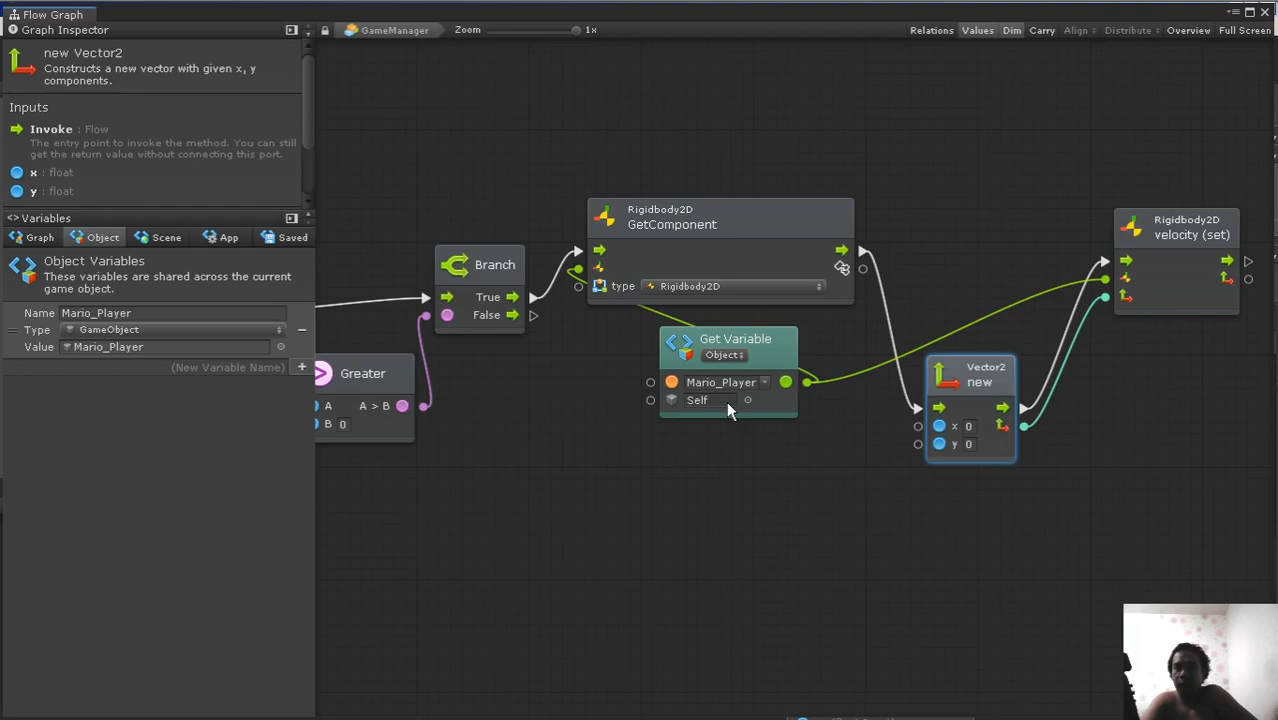 Flow Graph
Graph Inspector
GameManager
Zoom
1x
Relations
Values
Dim
Carry
Align
Distribute
Overview
Full Screen
new Vector2
Constructs a new vector with given x, y
components.
Inputs
Invoke : Flow
The entry point to invoke the method. You can still
get the return value without connecting this port.
x : float
y : float
<> Variables
Graph
Object
Scene
App
Saved
Object Variables
These variables are shared across the current
game object.
Name Mario_Player
Type GameObject
Value Mario_Player
(New Variable Name)
Branch
True
False
Greater
A A > B
B 0
Rigidbody2D
GetComponent
type Rigidbody2D
Get Variable
Object
Mario_Player
Self
Vector2
new
x 0
y 0
Rigidbody2D
velocity (set)